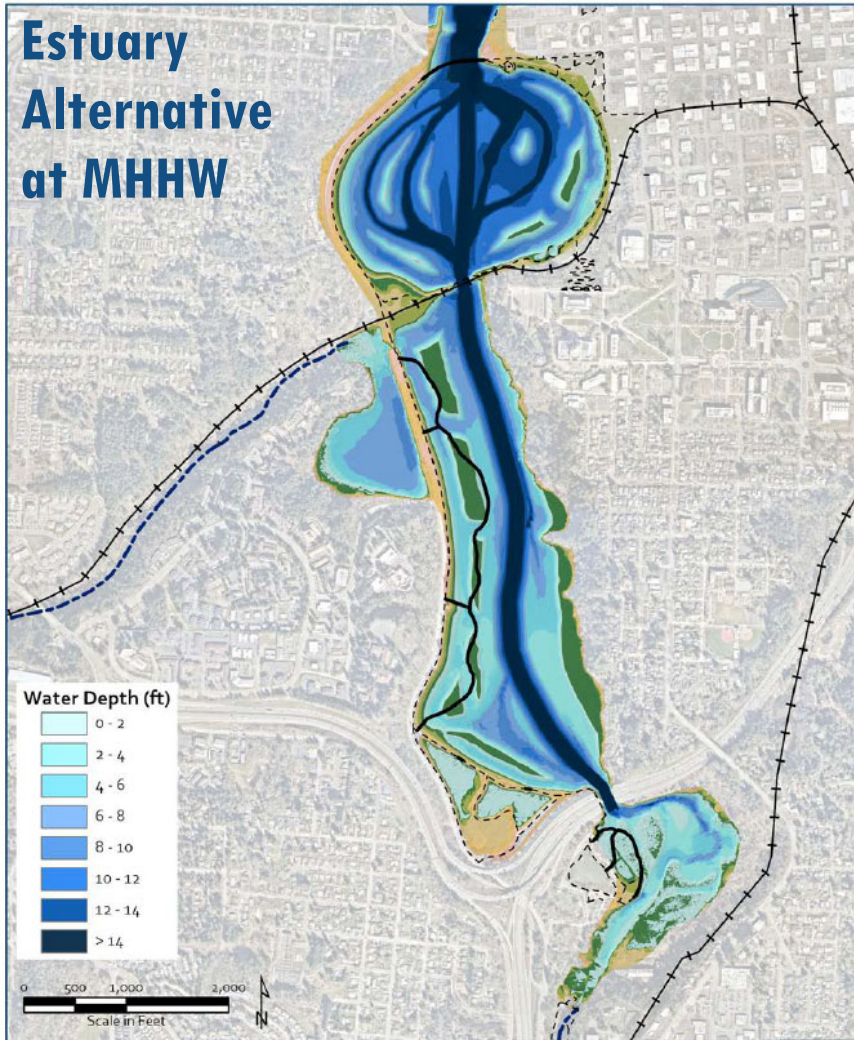 Estuary
Alternative
at MHHW
Water Depth (ft)
0 - 2
2 - 4
4 - 6
6 - 8
8 - 10
10 - 12
12 - 14
> 14
0 500 1,000 2,000
Scale in Feet
N